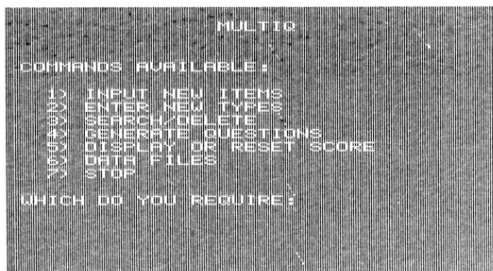 MULTIQ
COMMANDS AVAILABLE:
1) INPUT NEW ITEMS
2) ENTER NEW TYPES
3) SEARCH/DELETE
4) GENERATE QUESTIONS
5) DISPLAY OR RESET SCORE
6) DATA FILES
7) STOP
WHICH DO YOU REQUIRE: